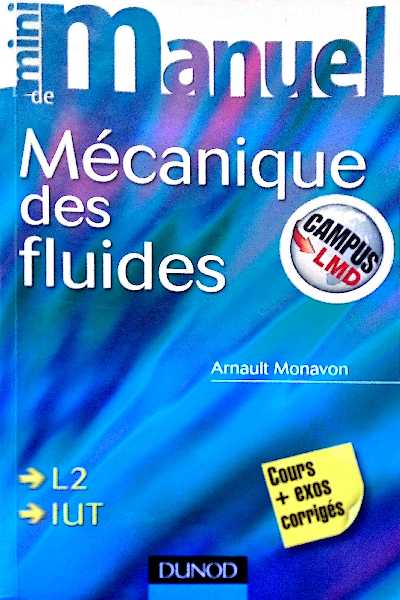 mini
manuel
de
Mécanique
des
fluides
CAMPUS
LMD
Arnault Monavon
L2
IUT
Cours
+ exos
corrigés
DUNOD